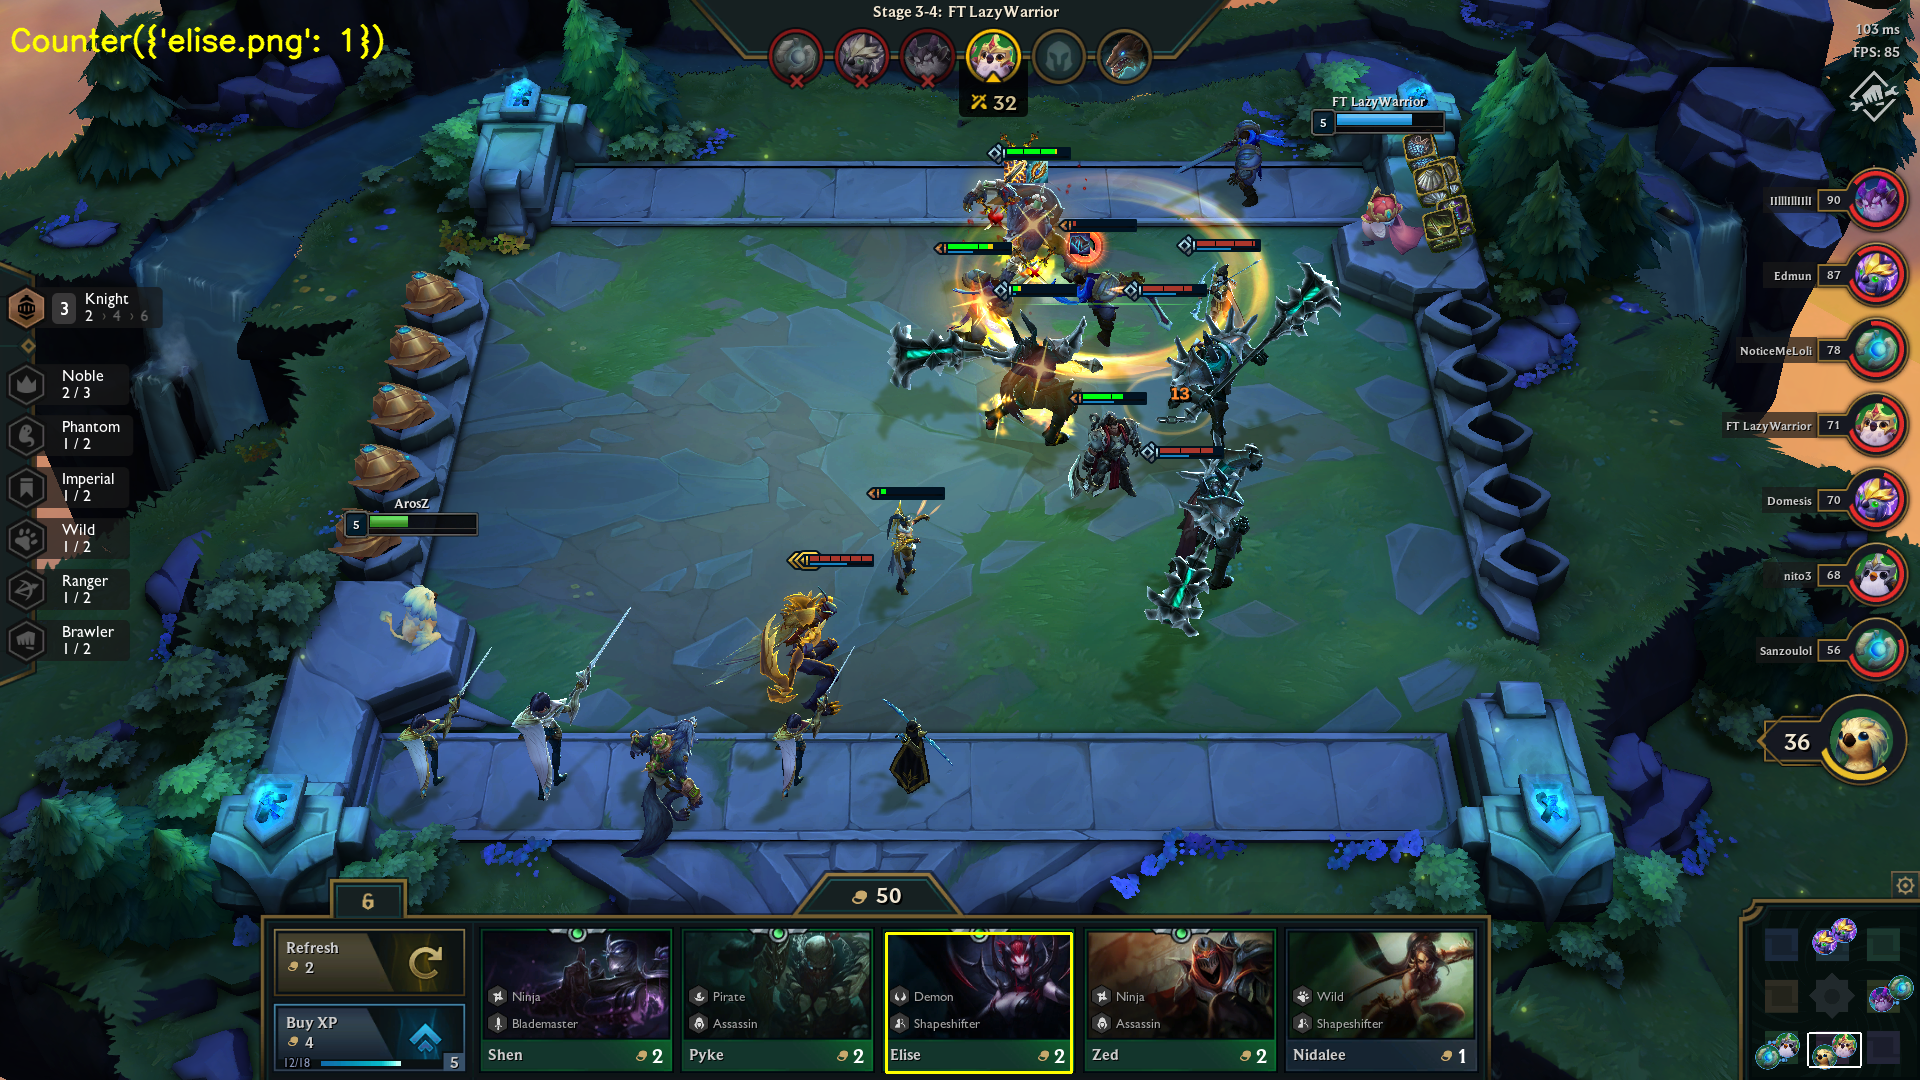 Stage 3-4: FT LazyWarrior
Counter({'elise.png': 1})
103 ms
FPS: 85
32
FT LazyWarrior
5
90
Edmun 87
NoticeMeLoli 78
FT LazyWarrior 71
Domesis 70
nito3 68
Sanzoulol 56
36
3 Knight
2 › 4 › 6
Noble
2 / 3
Phantom
1 / 2
Imperial
1 / 2
Wild
1 / 2
Ranger
1 / 2
Brawler
1 / 2
ArosZ
5
13
6
50
Refresh
2
Buy XP
4
12/18
5
Ninja
Blademaster
Shen 2
Pirate
Assassin
Pyke 2
Demon
Shapeshifter
Elise 2
Ninja
Assassin
Zed 2
Wild
Shapeshifter
Nidalee 1